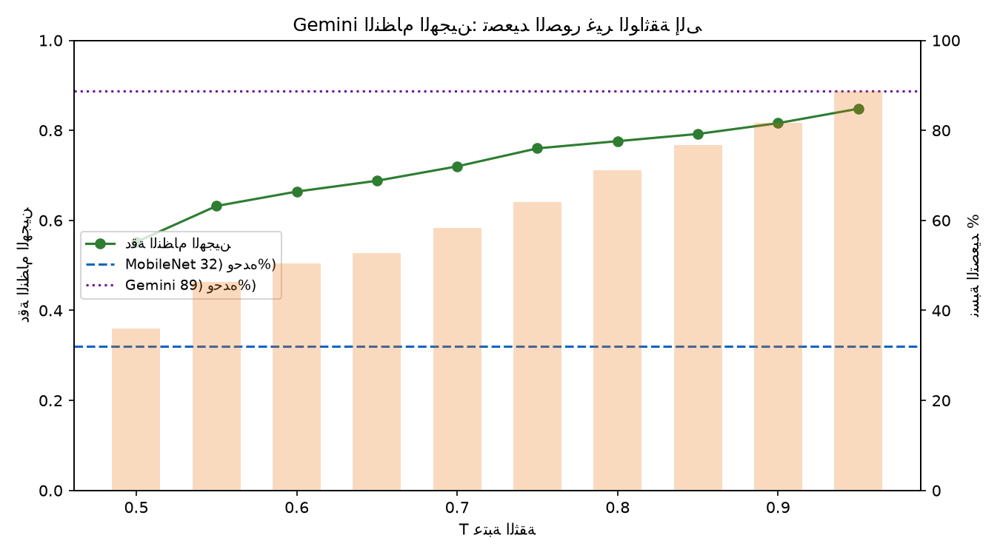 النظام الهجين: تصعيد الصور غير الواثقة إلى Gemini
1.0
0.8
0.6
0.4
0.2
0.0
100
80
60
40
20
0
دقة النظام الهجين
نسبة التصعيد %
دقة النظام الهجين
MobileNet وحده (32%)
Gemini وحده (89%)
0.5 0.6 0.7 0.8 0.9
عتبة الثقة T